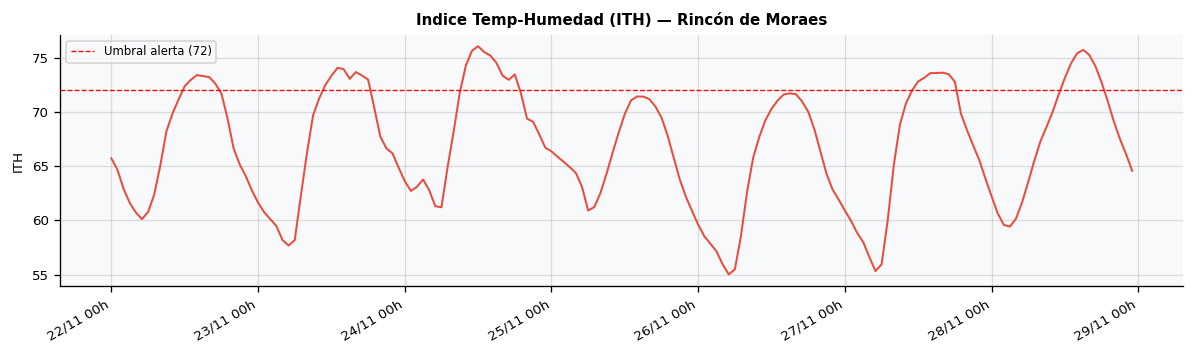 Indice Temp-Humedad (ITH) — Rincón de Moraes
Umbral alerta (72)
75
70
65
60
55
ITH
22/11 00h
23/11 00h
24/11 00h
25/11 00h
26/11 00h
27/11 00h
28/11 00h
29/11 00h